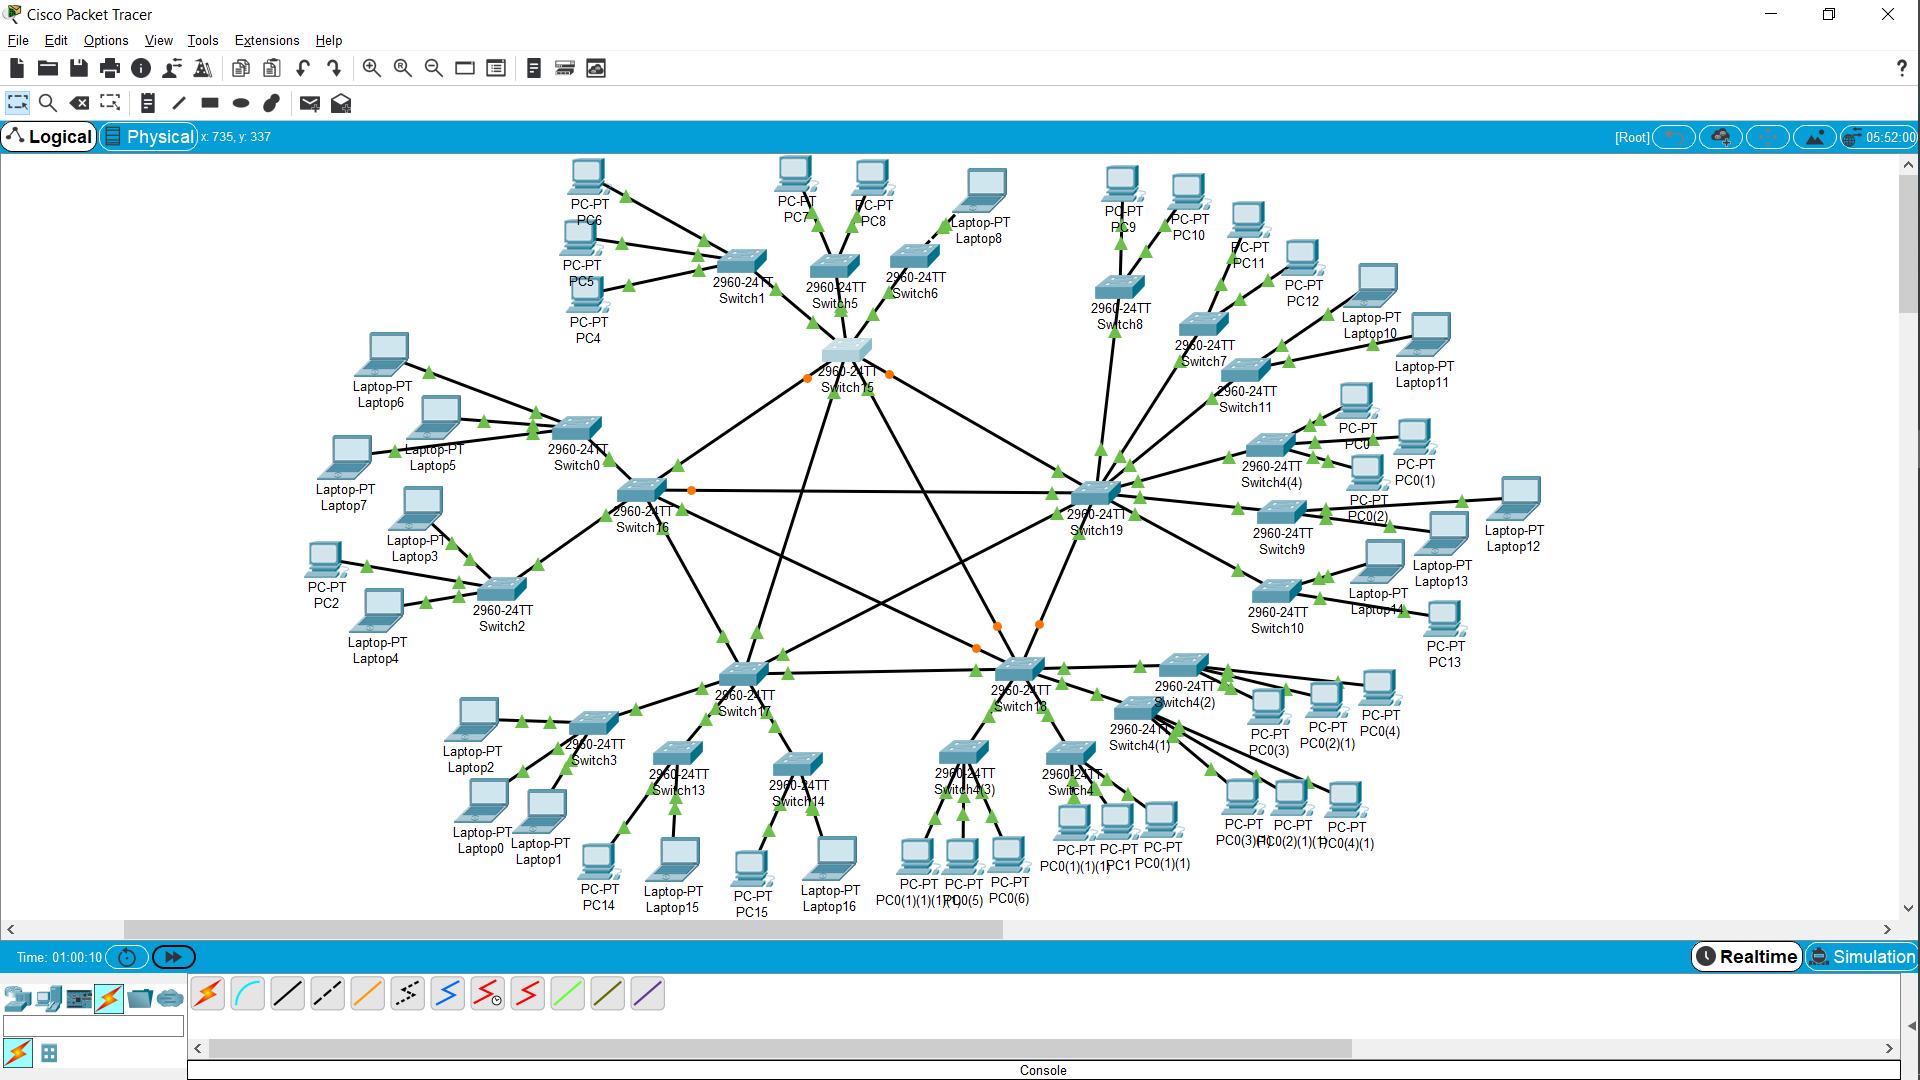 Cisco Packet Tracer
File Edit Options View Tools Extensions Help
?
Logical Physical x: 735, y: 337 [Root] 05:52:00
PC-PT
PC6
PC-PT
PC5
PC-PT
PC4
PC-PT
PC7
PC-PT
PC8
Laptop-PT
Laptop8
2960-24TT
Switch1
2960-24TT
Switch5
2960-24TT
Switch6
PC-PT
PC9
PC-PT
PC10
PC-PT
PC11
PC-PT
PC12
2960-24TT
Switch8
2960-24TT
Switch7
Laptop-PT
Laptop10
Laptop-PT
Laptop11
2960-24TT
Switch11
2960-24TT
Switch15
Laptop-PT
Laptop6
Laptop-PT
Laptop5
Laptop-PT
Laptop7
2960-24TT
Switch0
PC-PT
PC0
PC-PT
PC0(1)
PC-PT
PC0(2)
2960-24TT
Switch4(4)
2960-24TT
Switch16
2960-24TT
Switch19
2960-24TT
Switch9
Laptop-PT
Laptop12
Laptop-PT
Laptop13
Laptop-PT
Laptop3
PC-PT
PC2
Laptop-PT
Laptop4
2960-24TT
Switch2
Laptop-PT
Laptop14
2960-24TT
Switch10
PC-PT
PC13
2960-24TT
Switch17
2960-24TT
Switch18
2960-24TT
Switch4(2)
2960-24TT
Switch4(1)
PC-PT
PC0(3)
PC-PT
PC0(2)(1)
PC-PT
PC0(4)
Laptop-PT
Laptop2
2960-24TT
Switch3
2960-24TT
Switch13
2960-24TT
Switch14
2960-24TT
Switch4(3)
2960-24TT
Switch4
Laptop-PT
Laptop0
Laptop-PT
Laptop1
PC-PT
PC14
Laptop-PT
Laptop15
PC-PT
PC15
Laptop-PT
Laptop16
PC-PT
PC0(1)(1)(1)(1)
PC-PT
PC0(5)
PC-PT
PC0(6)
PC-PT
PC0(1)(1)(1)
PC-PT
PC1
PC-PT
PC0(1)(1)
PC-PT
PC0(3)(1)
PC-PT
PC0(2)(1)(1)
PC-PT
PC0(4)(1)
Time: 01:00:10 Realtime Simulation
Console